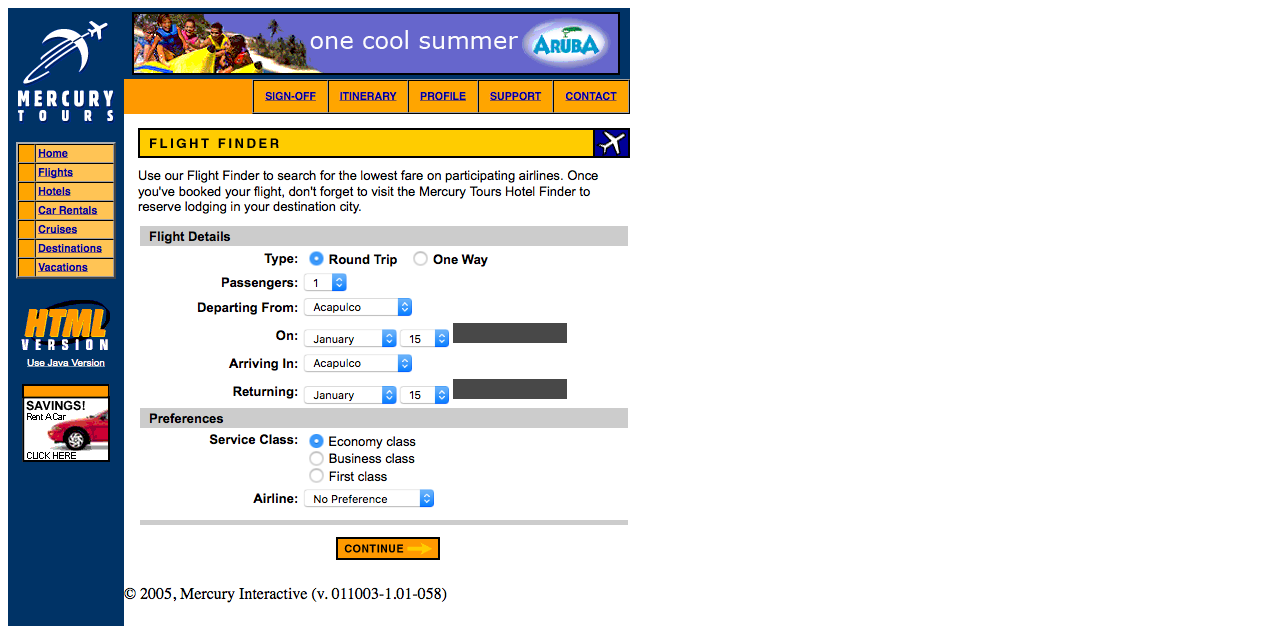 MERCURY
TOURS
one cool summer
ARUBA
SIGN-OFF
ITINERARY
PROFILE
SUPPORT
CONTACT
Home
Flights
Hotels
Car Rentals
Cruises
Destinations
Vacations
HTML
VERSION
Use Java Version
SAVINGS!
Rent A Car
CLICK HERE
FLIGHT FINDER
Use our Flight Finder to search for the lowest fare on participating airlines. Once
you've booked your flight, don't forget to visit the Mercury Tours Hotel Finder to
reserve lodging in your destination city.
Flight Details
Type: Round Trip One Way
Passengers: 1
Departing From: Acapulco
On: January 15
Arriving In: Acapulco
Returning: January 15
Preferences
Service Class: Economy class
Business class
First class
Airline: No Preference
CONTINUE
© 2005, Mercury Interactive (v. 011003-1.01-058)